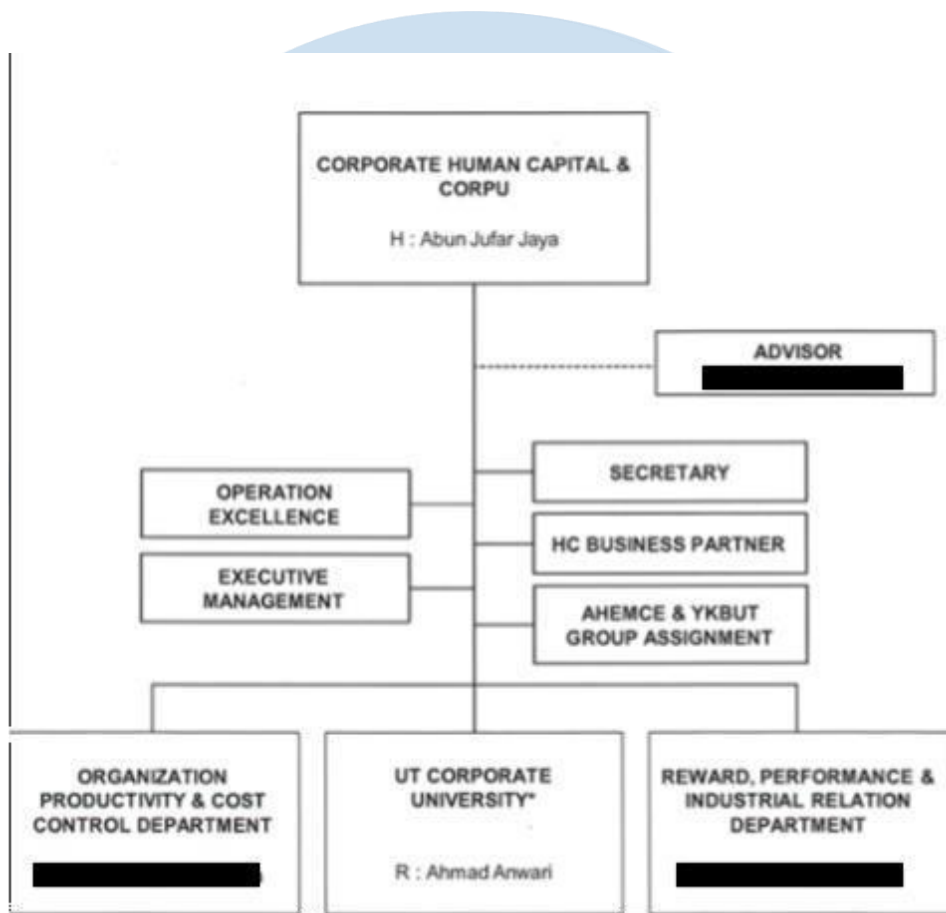 CORPORATE HUMAN CAPITAL &
CORPU
H : Abun Jufar Jaya
ADVISOR
SECRETARY
OPERATION
EXCELLENCE
HC BUSINESS PARTNER
EXECUTIVE
MANAGEMENT
AHEMCE & YKBUT
GROUP ASSIGNMENT
ORGANIZATION
PRODUCTIVITY & COST
CONTROL DEPARTMENT
UT CORPORATE
UNIVERSITY*
R : Ahmad Anwari
REWARD, PERFORMANCE &
INDUSTRIAL RELATION
DEPARTMENT